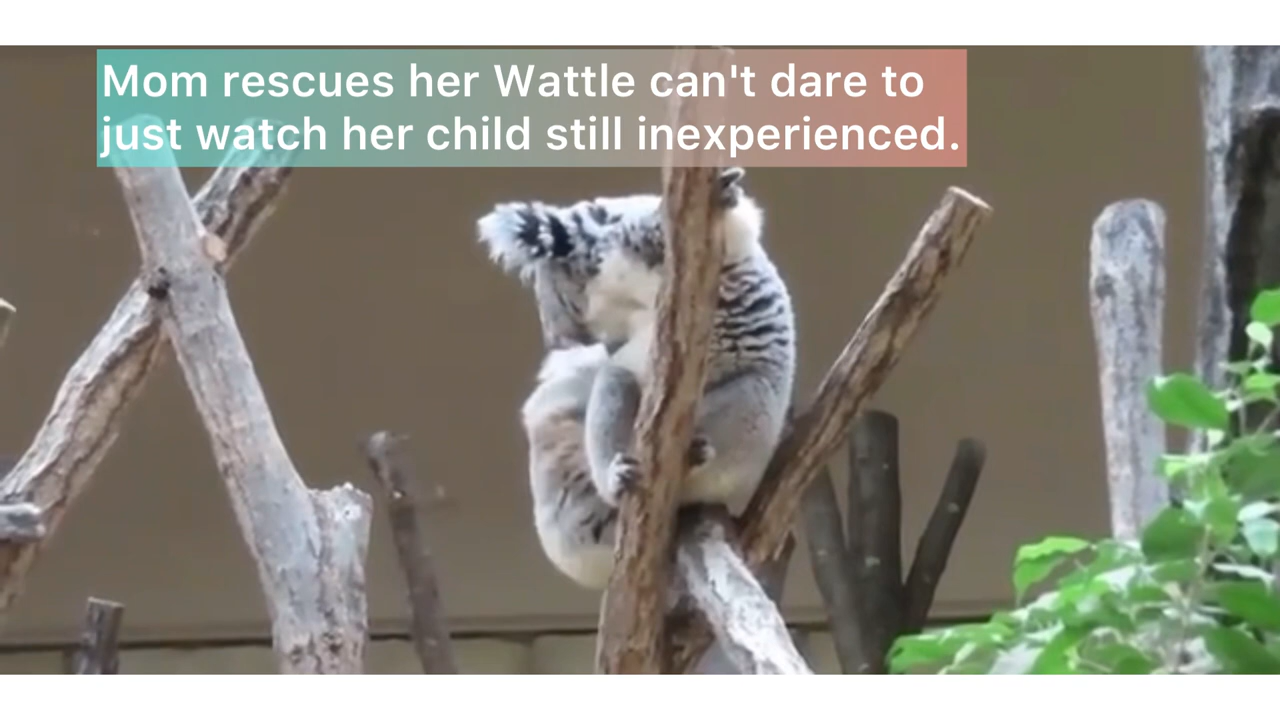 Mom rescues her Wattle can't dare to
just watch her child still inexperienced.